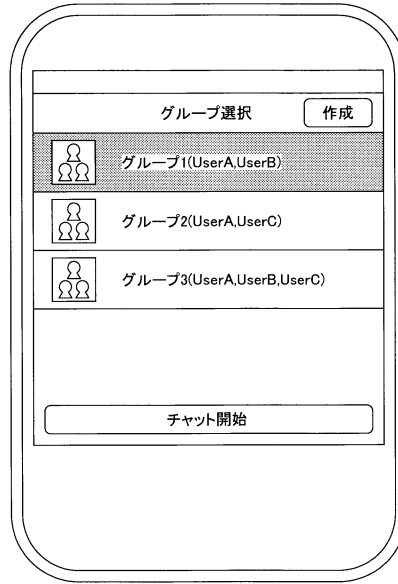 グループ選択
作成
グループ1(UserA,UserB)
グループ2(UserA,UserC)
グループ3(UserA,UserB,UserC)
チャット開始